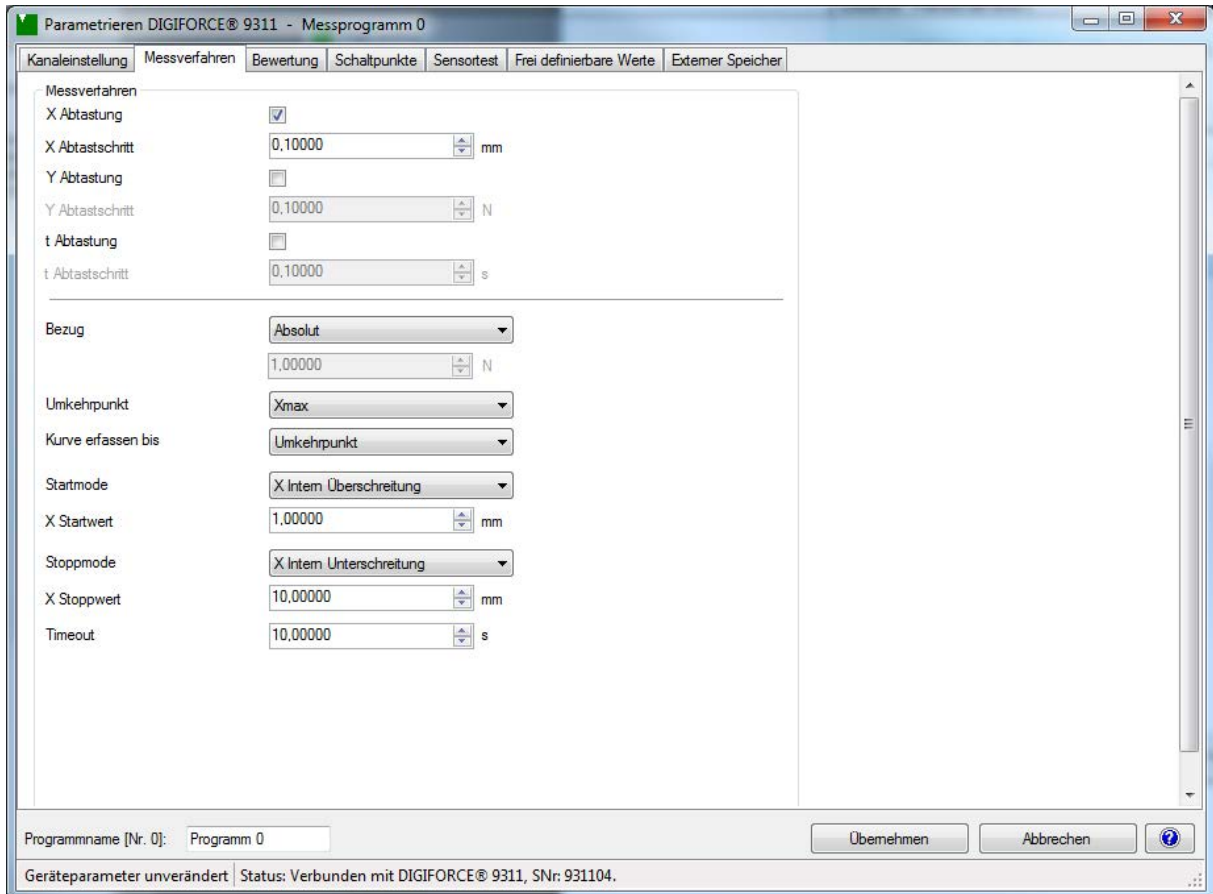 Parametrieren DIGIFORCE® 9311 - Messprogramm 0
Kanaleinstellung Messverfahren Bewertung Schaltpunkte Sensortest Frei definierbare Werte Externer Speicher
Messverfahren
X Abtastung
X Abtastschritt 0,10000 mm
Y Abtastung
Y Abtastschritt 0,10000 N
t Abtastung
t Abtastschritt 0,10000 s
Bezug Absolut
1,00000 N
Umkehrpunkt Xmax
Kurve erfassen bis Umkehrpunkt
Startmode X Intern Überschreitung
X Startwert 1,00000 mm
Stoppmode X Intern Unterschreitung
X Stoppwert 10,00000 mm
Timeout 10,00000 s
Programmname [Nr. 0]: Programm 0 Übernehmen Abbrechen ?
Geräteparameter unverändert Status: Verbunden mit DIGIFORCE® 9311, SNr: 931104.